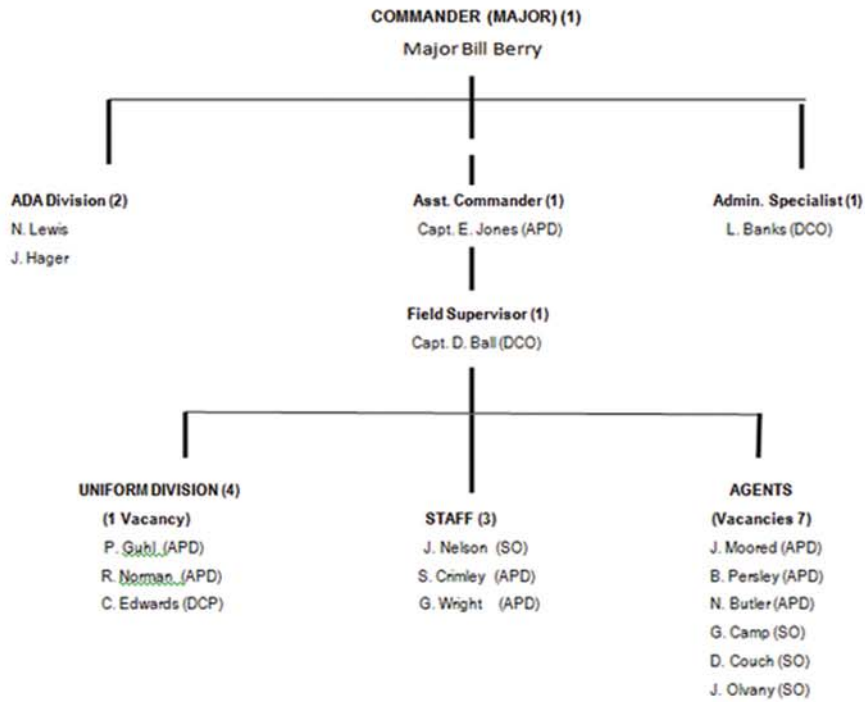 COMMANDER (MAJOR) (1)
Major Bill Berry
ADA Division (2)
N. Lewis
J. Hager
Asst. Commander (1)
Capt. E. Jones (APD)
Admin. Specialist (1)
L. Banks (DCO)
Field Supervisor (1)
Capt. D. Ball (DCO)
UNIFORM DIVISION (4)
(1 Vacancy)
P. Guhl (APD)
R. Norman (APD)
C. Edwards (DCP)
STAFF (3)
J. Nelson (SO)
S. Crimley (APD)
G. Wright (APD)
AGENTS
(Vacancies 7)
J. Moored (APD)
B. Persley (APD)
N. Butler (APD)
G. Camp (SO)
D. Couch (SO)
J. Olvany (SO)